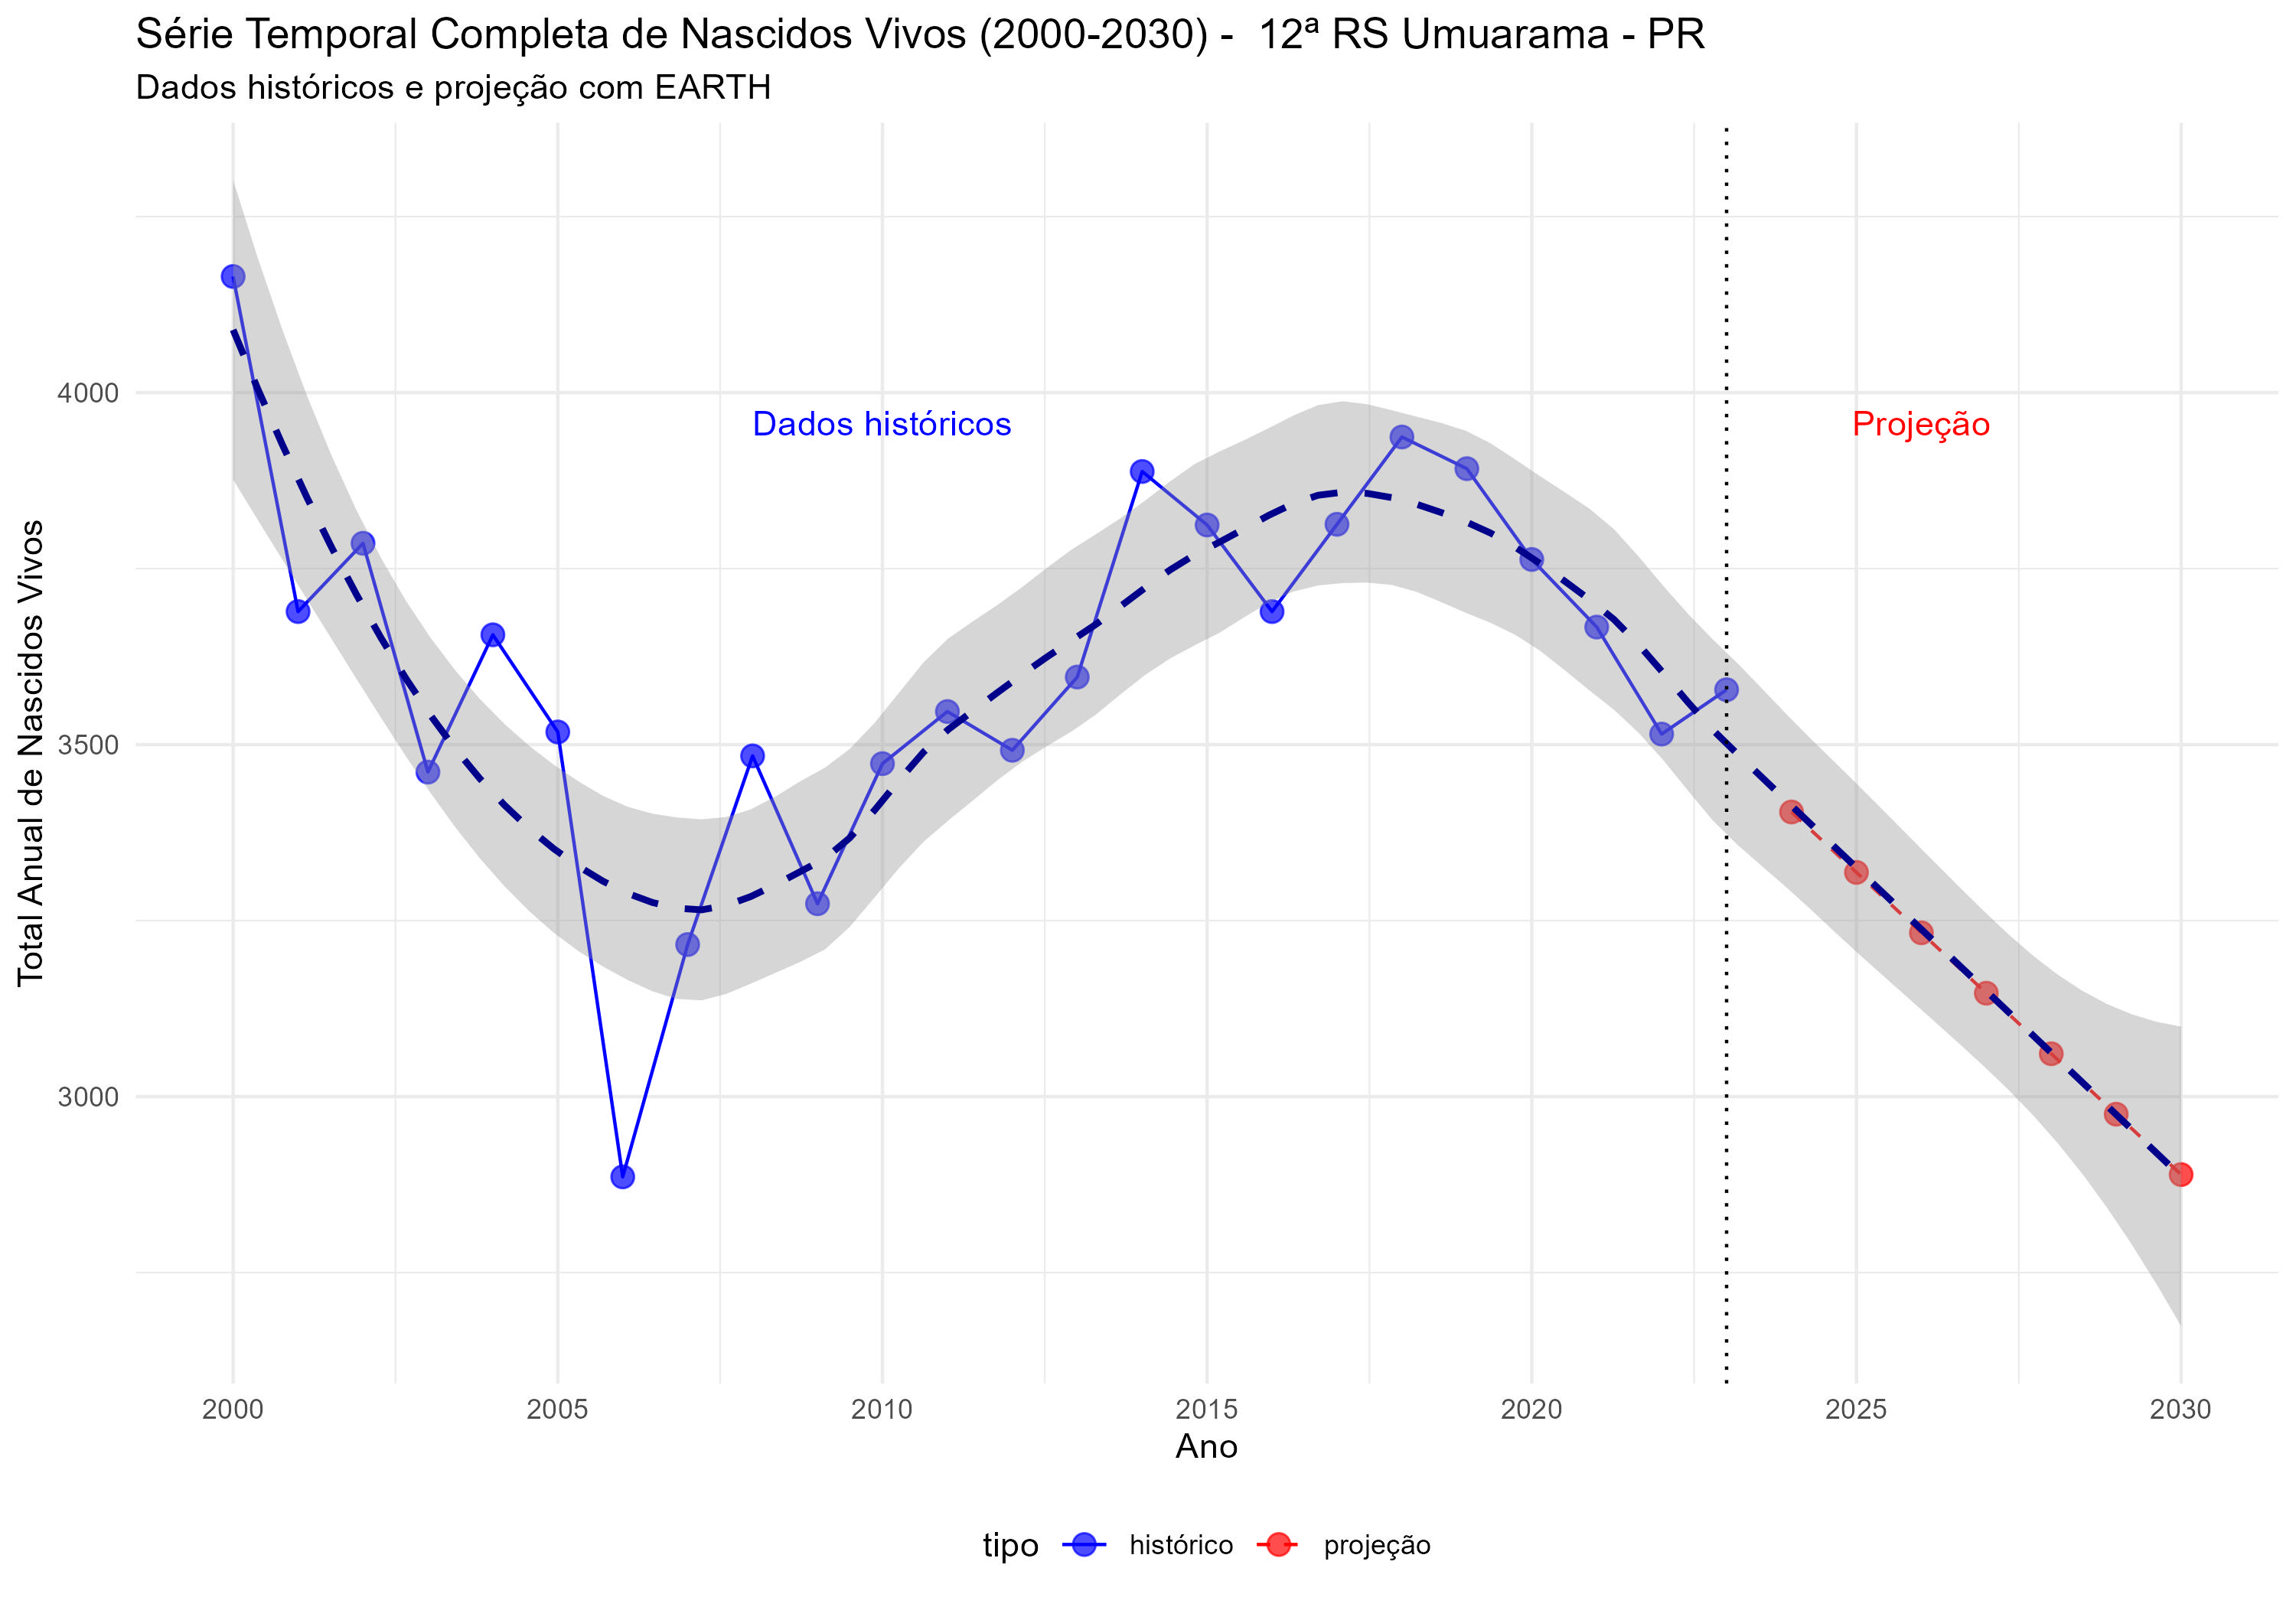 Série Temporal Completa de Nascidos Vivos (2000-2030) -  12ª RS Umuarama - PR
Dados históricos e projeção com EARTH
Total Anual de Nascidos Vivos
4000
3500
3000
Dados históricos
Projeção
2000 2005 2010 2015 2020 2025 2030
Ano
tipo histórico projeção